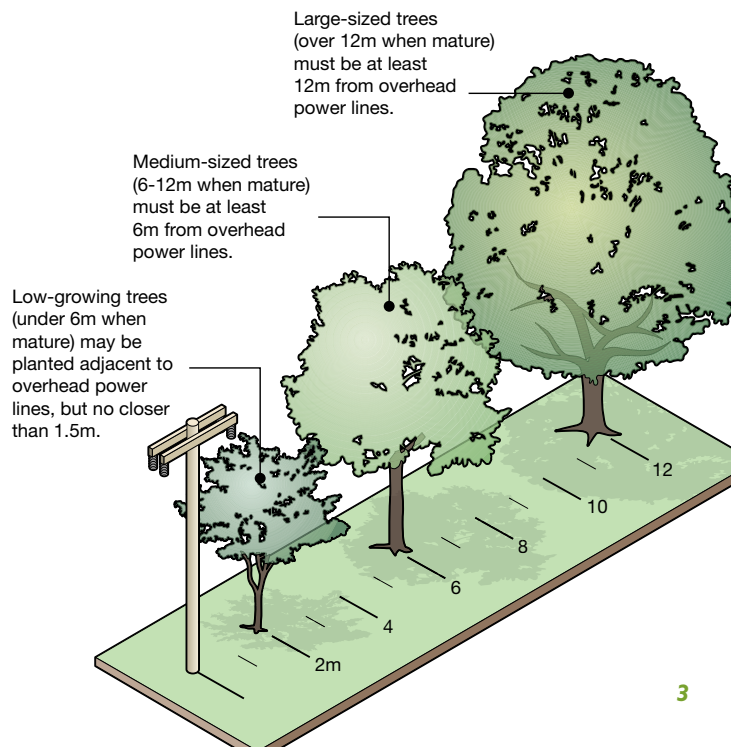 Large-sized trees
(over 12m when mature)
must be at least
12m from overhead
power lines.
Medium-sized trees
(6-12m when mature)
must be at least
6m from overhead
power lines.
Low-growing trees
(under 6m when
mature) may be
planted adjacent to
overhead power
lines, but no closer
than 1.5m.
12
10
8
6
4
2m
3